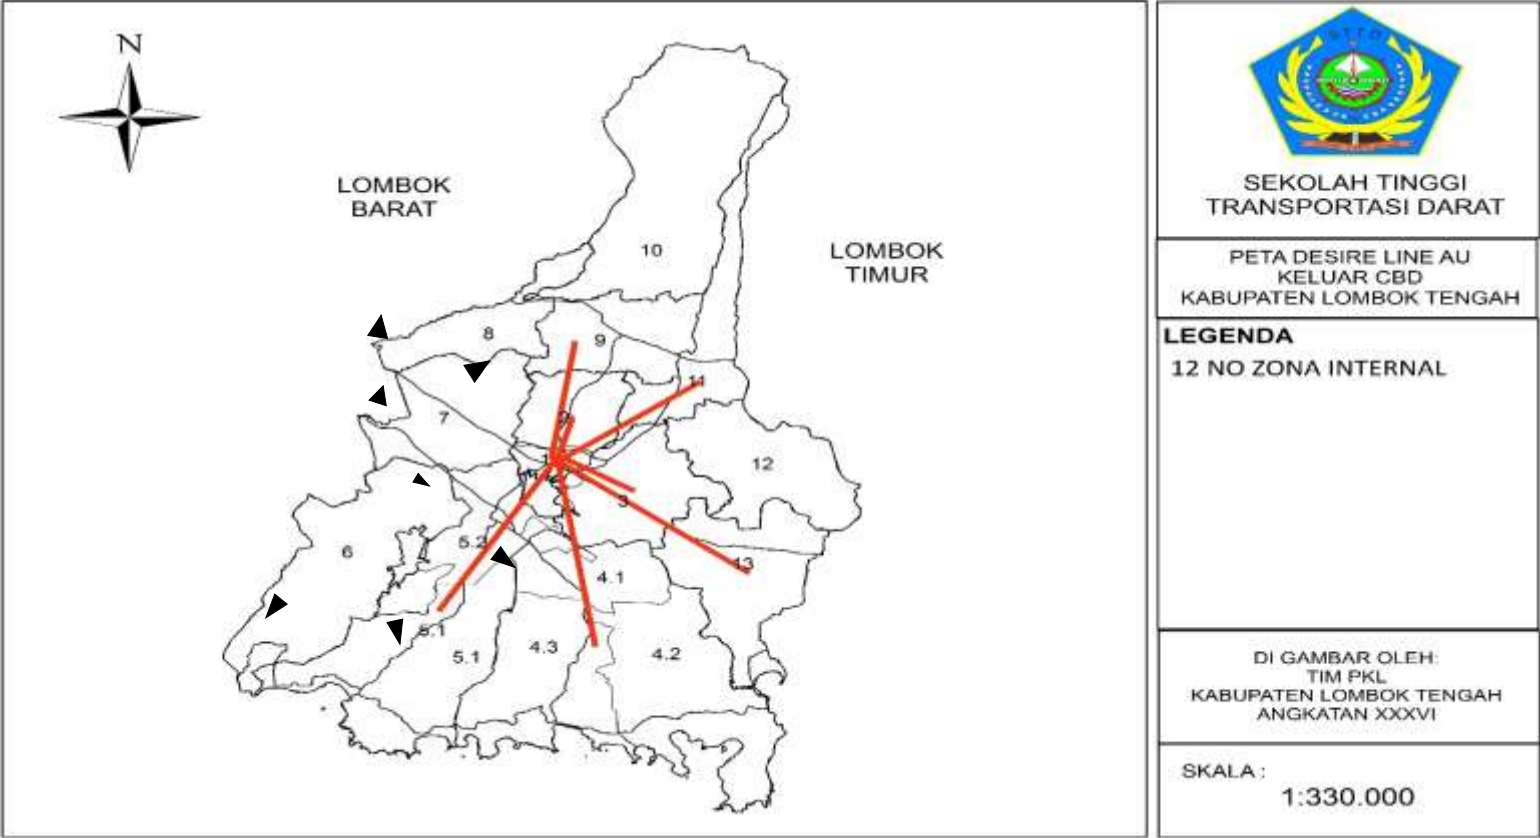 N
LOMBOK
BARAT
LOMBOK
TIMUR
10
8
9
11
7
2
12
1
3
6
5.2
13
4.1
5.1
5.1
4.3
4.2
STTD
SEKOLAH TINGGI
TRANSPORTASI DARAT
PETA DESIRE LINE AU
KELUAR CBD
KABUPATEN LOMBOK TENGAH
LEGENDA
12 NO ZONA INTERNAL
DI GAMBAR OLEH:
TIM PKL
KABUPATEN LOMBOK TENGAH
ANGKATAN XXXVI
SKALA :
1:330.000